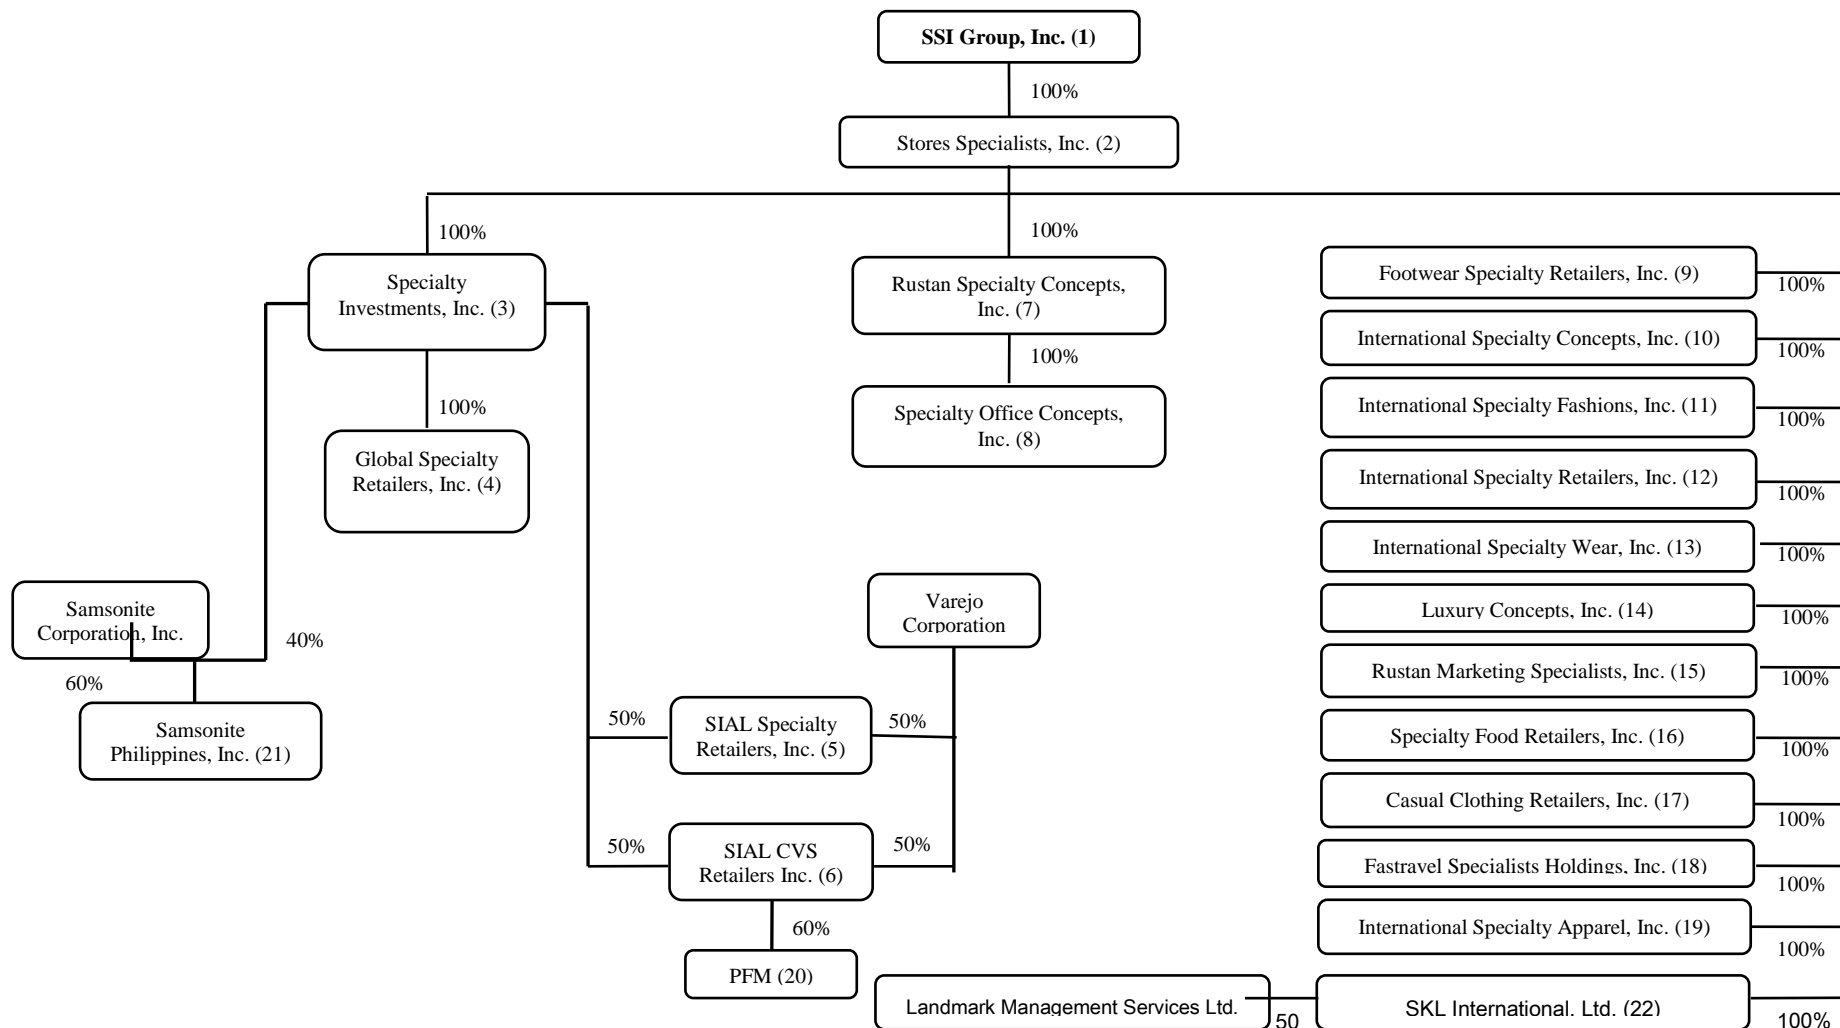 SSI Group, Inc. (1)
100%
Stores Specialists, Inc. (2)
100%
100%
Specialty
Investments, Inc. (3)
Rustan Specialty Concepts,
Inc. (7)
100%
100%
Global Specialty
Retailers, Inc. (4)
Specialty Office Concepts,
Inc. (8)
Samsonite
Corporation, Inc.
40%
60%
Samsonite
Philippines, Inc. (21)
Varejo
Corporation
50%
SIAL Specialty
Retailers, Inc. (5)
50%
50%
SIAL CVS
Retailers Inc. (6)
50%
60%
PFM (20)
Footwear Specialty Retailers, Inc. (9)
100%
International Specialty Concepts, Inc. (10)
100%
International Specialty Fashions, Inc. (11)
100%
International Specialty Retailers, Inc. (12)
100%
International Specialty Wear, Inc. (13)
100%
Luxury Concepts, Inc. (14)
100%
Rustan Marketing Specialists, Inc. (15)
100%
Specialty Food Retailers, Inc. (16)
100%
Casual Clothing Retailers, Inc. (17)
100%
Fastravel Specialists Holdings, Inc. (18)
100%
International Specialty Apparel, Inc. (19)
100%
Landmark Management Services Ltd.
50
SKL International, Ltd. (22)
100%